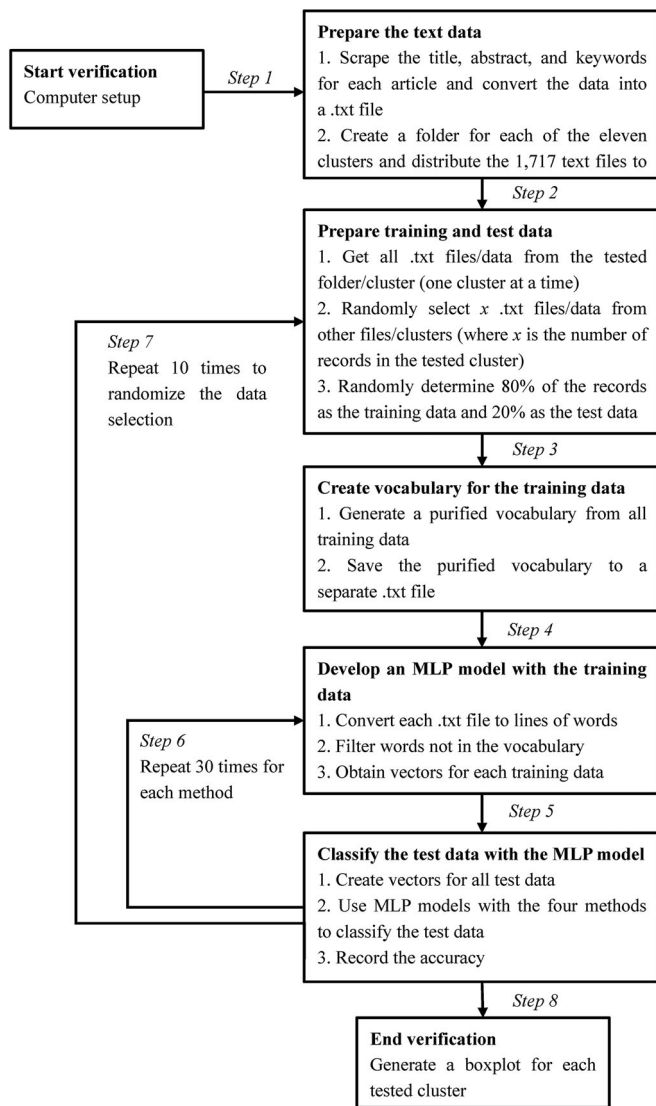 Start verification
Computer setup
Step 1
Prepare the text data
1. Scrape the title, abstract, and keywords
for each article and convert the data into
a .txt file
2. Create a folder for each of the eleven
clusters and distribute the 1,717 text files to
Step 2
Prepare training and test data
1. Get all .txt files/data from the tested
folder/cluster (one cluster at a time)
2. Randomly select x .txt files/data from
other files/clusters (where x is the number of
records in the tested cluster)
3. Randomly determine 80% of the records
as the training data and 20% as the test data
Step 7
Repeat 10 times to
randomize the data
selection
Step 3
Create vocabulary for the training data
1. Generate a purified vocabulary from all
training data
2. Save the purified vocabulary to a
separate .txt file
Step 4
Develop an MLP model with the training
data
1. Convert each .txt file to lines of words
2. Filter words not in the vocabulary
3. Obtain vectors for each training data
Step 6
Repeat 30 times for
each method
Step 5
Classify the test data with the MLP model
1. Create vectors for all test data
2. Use MLP models with the four methods
to classify the test data
3. Record the accuracy
Step 8
End verification
Generate a boxplot for each
tested cluster